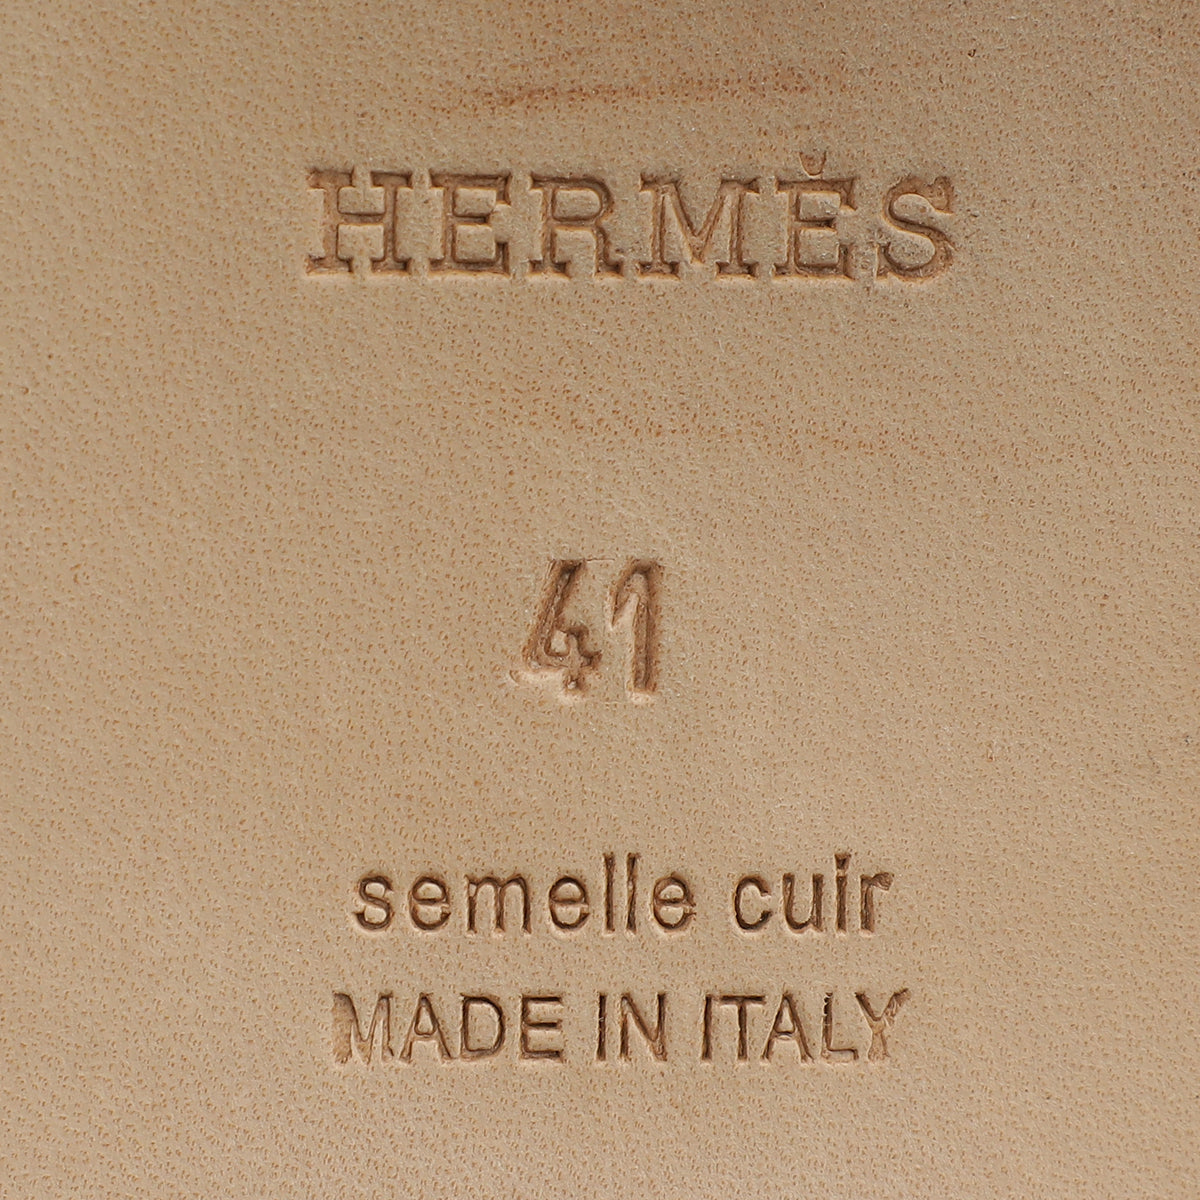 HERMÈS
41
semelle cuir
MADE IN ITALY